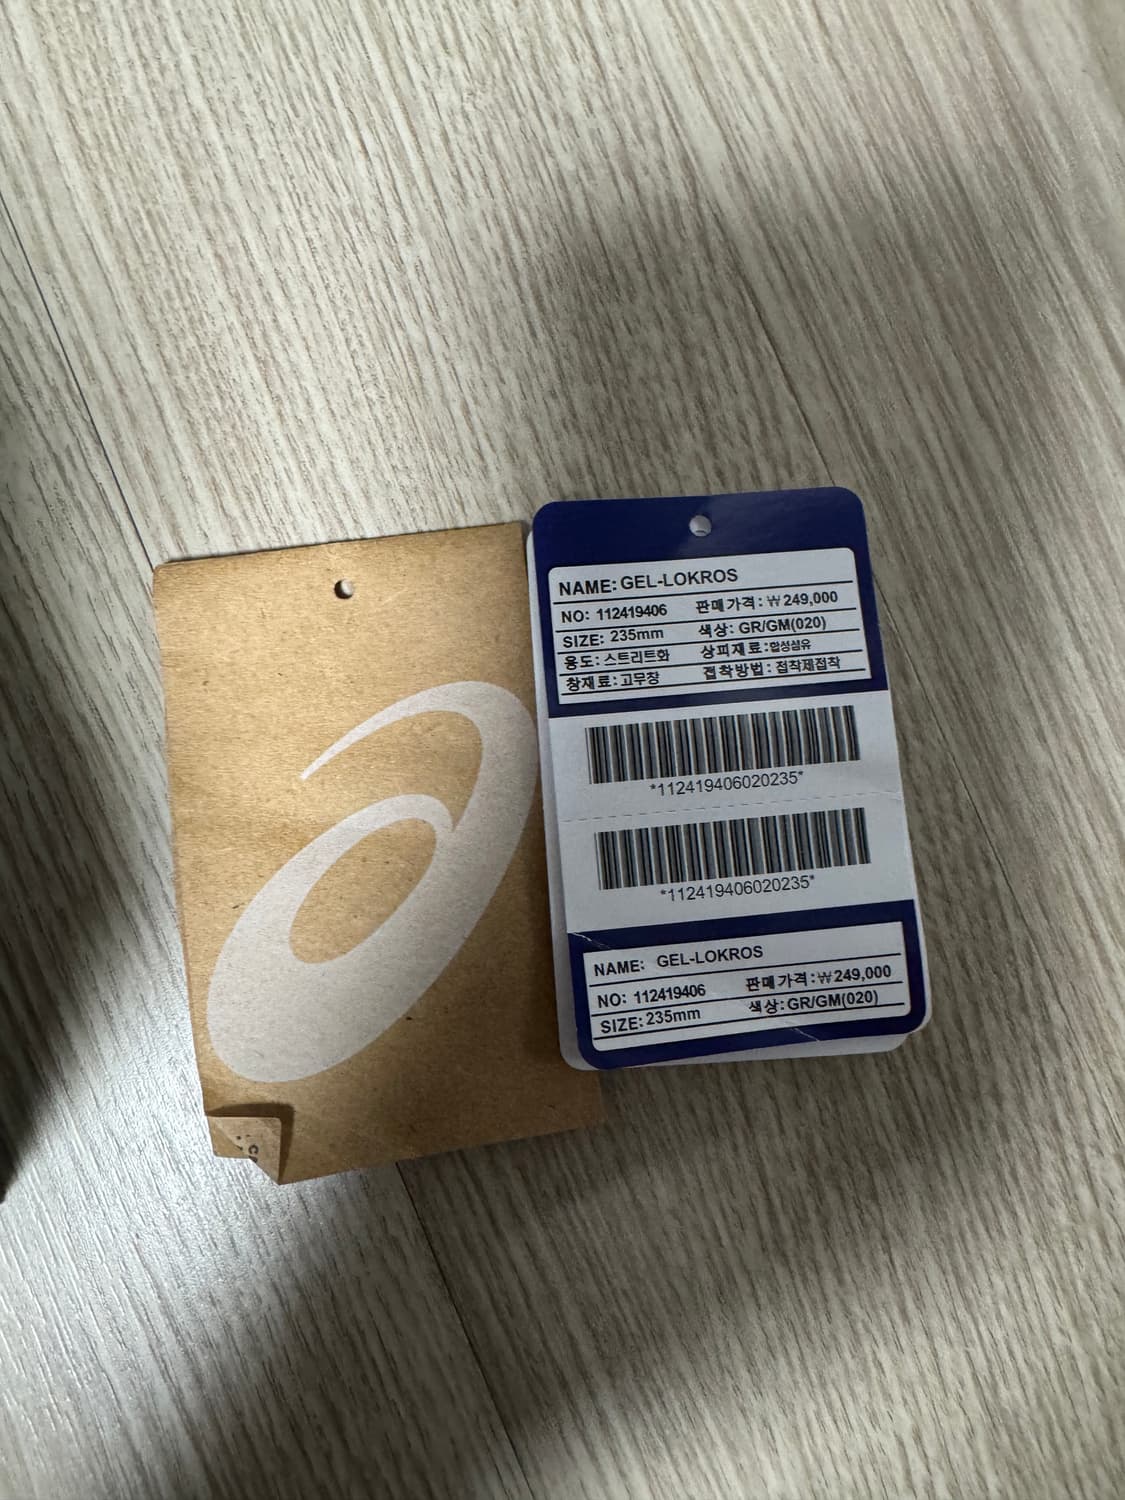 NAME: GEL-LOKROS
NO: 112419406 판매가격: ₩249,000
SIZE: 235mm 색상: GR/GM(020)
용도: 스트리트화 상피재료: 합성섬유
창재료: 고무창 접착방법: 접착제접착
*112419406020235*
*112419406020235*
NAME: GEL-LOKROS
NO: 112419406 판매가격: ₩249,000
SIZE: 235mm 색상: GR/GM(020)